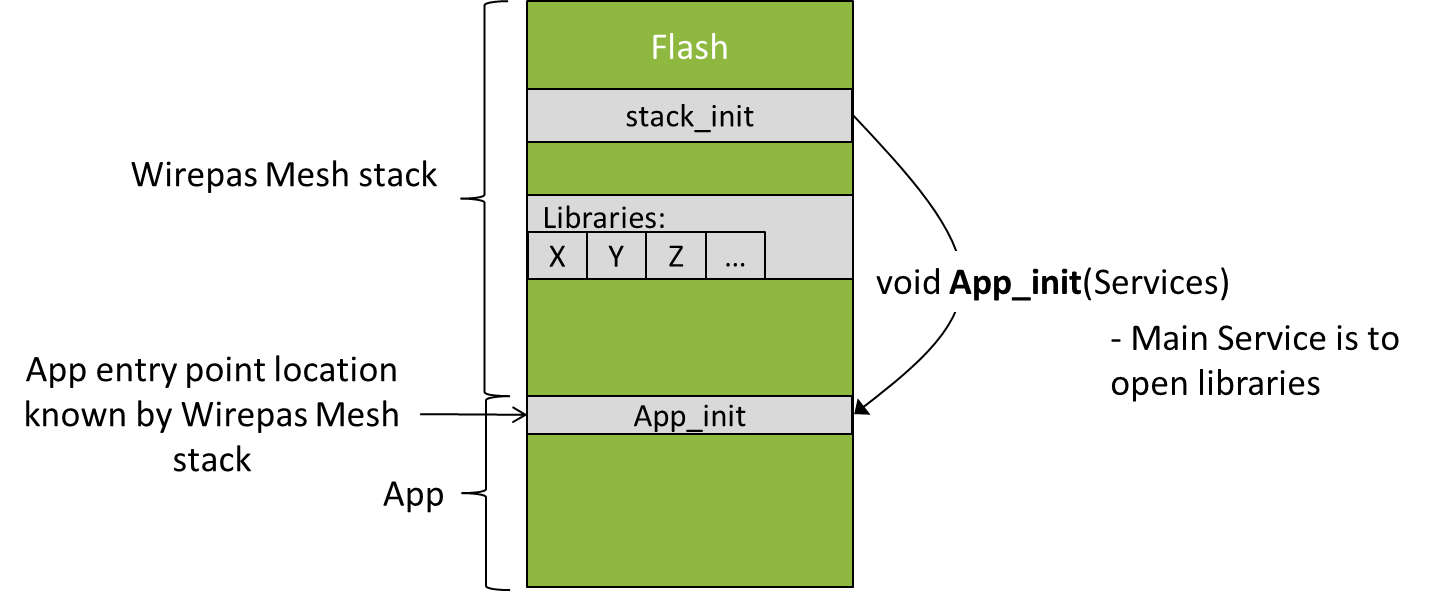 Flash
stack_init
Wirepas Mesh stack
Libraries:
X Y Z ...
void App_init(Services)
- Main Service is to
open libraries
App entry point location
known by Wirepas Mesh
stack
App_init
App